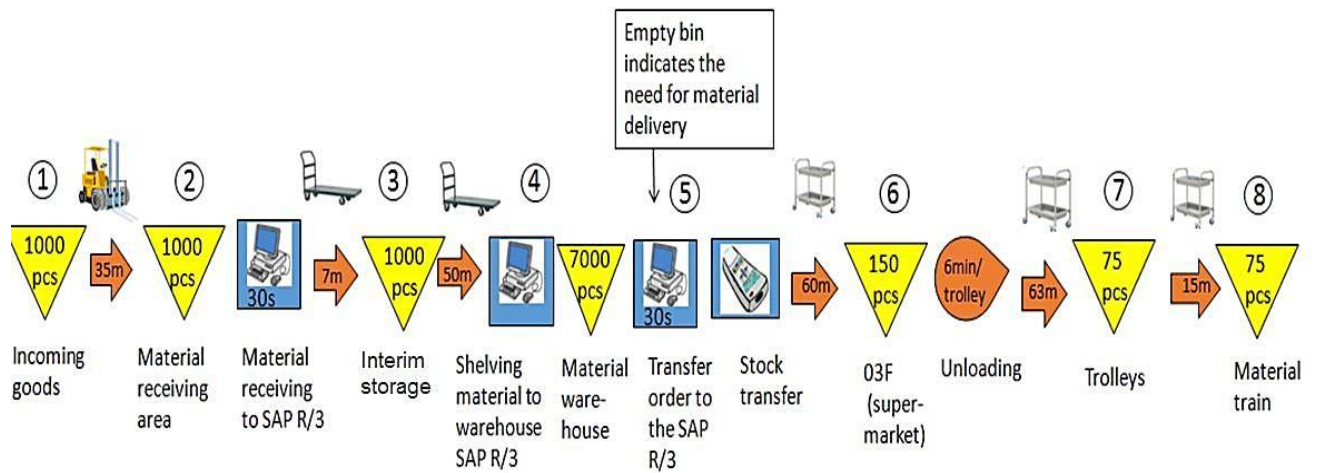 Empty bin
indicates the
need for material
delivery
①
②
③
④
⑤
⑥
⑦
⑧
1000
pcs
35m
1000
pcs
30s
7m
1000
pcs
50m
7000
pcs
30s
60m
150
pcs
6min/
trolley
63m
75
pcs
15m
75
pcs
Incoming
goods
Material
receiving
area
Material
receiving
to SAP R/3
Interim
storage
Shelving
material to
warehouse
SAP R/3
Material
ware-
house
Transfer
order to
the SAP
R/3
Stock
transfer
03F
(super-
market)
Unloading
Trolleys
Material
train